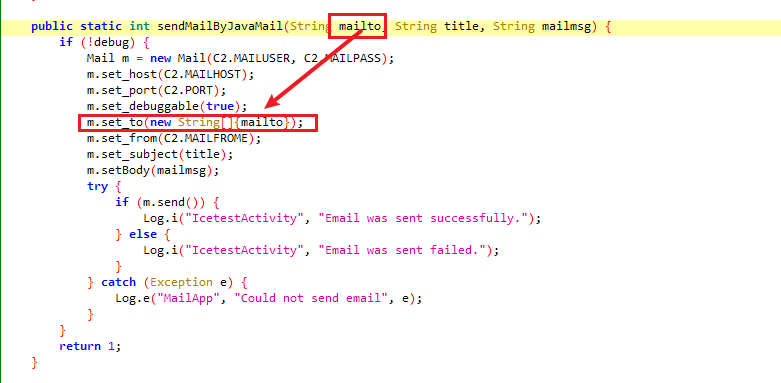 public static int sendMailByJavaMail(String mailto, String title, String mailmsg) {
if (!debug) {
Mail m = new Mail(C2.MAILUSER, C2.MAILPASS);
m.set_host(C2.MAILHOST);
m.set_port(C2.PORT);
m.set_debuggable(true);
m.set_to(new String[]{mailto});
m.set_from(C2.MAILFROME);
m.set_subject(title);
m.setBody(mailmsg);
try {
if (m.send()) {
Log.i("IcetestActivity", "Email was sent successfully.");
} else {
Log.i("IcetestActivity", "Email was sent failed.");
}
} catch (Exception e) {
Log.e("MailApp", "Could not send email", e);
}
}
return 1;
}